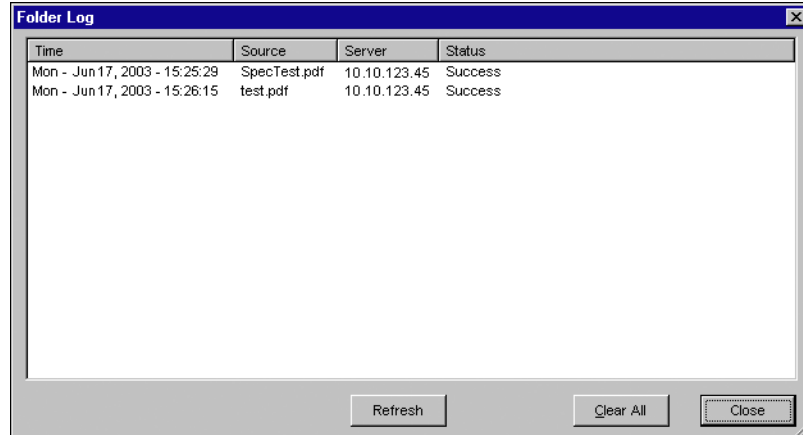 Folder Log
Time Source Server Status
Mon - Jun 17, 2003 - 15:25:29 SpecTest.pdf 10.10.123.45 Success
Mon - Jun 17, 2003 - 15:26:15 test.pdf 10.10.123.45 Success
Refresh Clear All Close